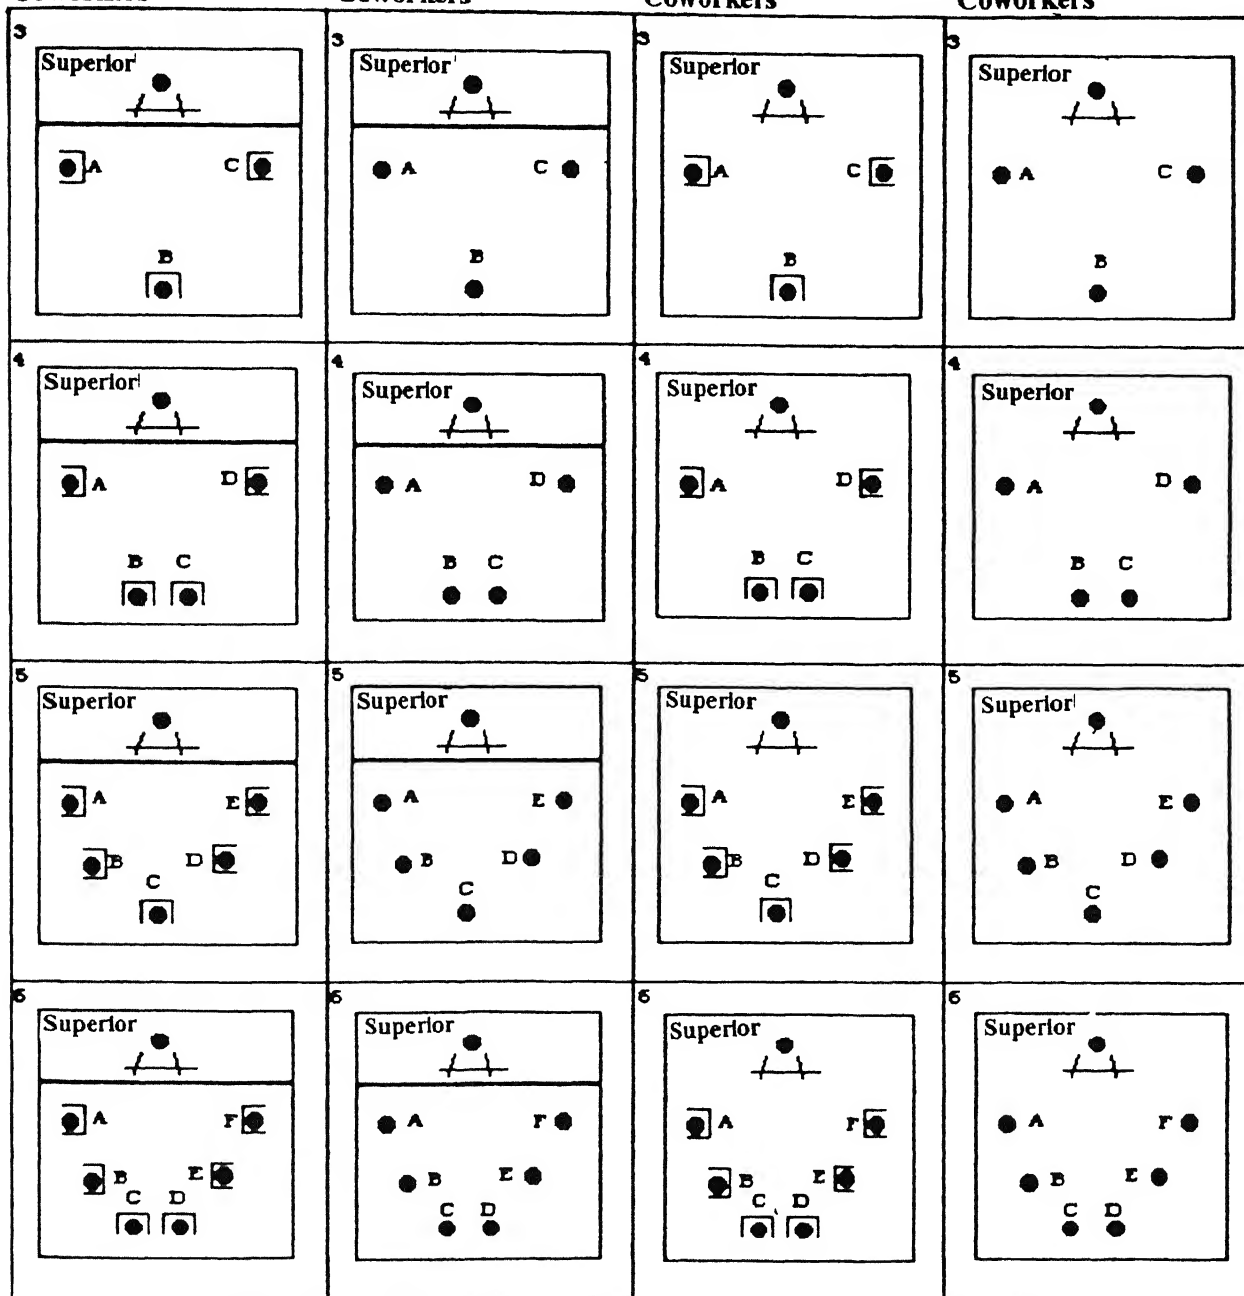 Coworkers Coworkers Coworkers Coworkers
3 3 3 3
Superior Superior Superior Superior
A C A C A C A C
B B B B
4 4 4 4
Superior Superior Superior Superior
A D A D A D A D
B C B C B C B C
5 5 5 5
Superior Superior Superior Superior
A E A E A E A E
B D B D B D B D
C C C C
6 6 6 6
Superior Superior Superior Superior
A F A F A F A F
B E B E B E B E
C D C D C D C D